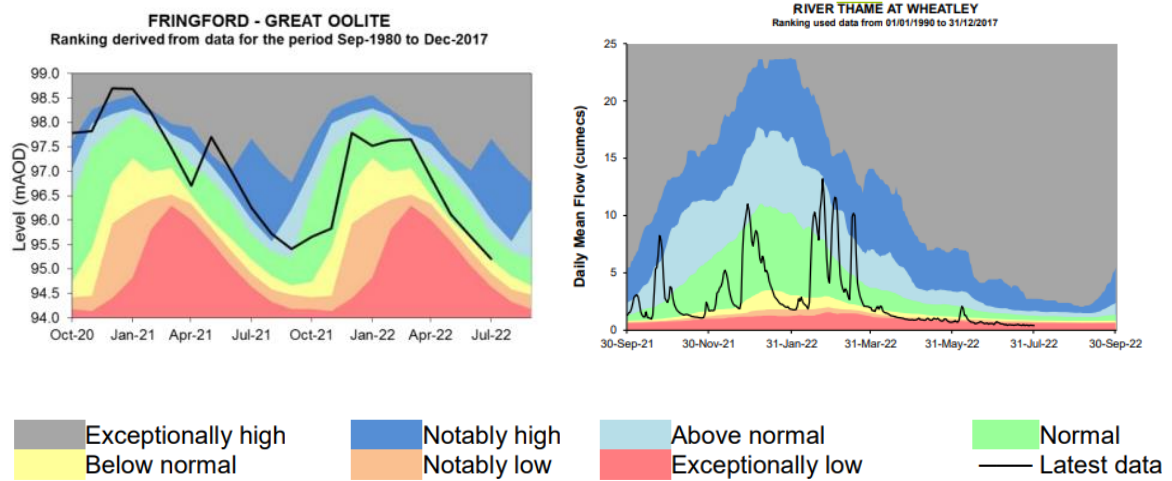 FRINGFORD - GREAT OOLITE
Ranking derived from data for the period Sep-1980 to Dec-2017
Level (mAOD)
99.0
98.5
98.0
97.5
97.0
96.5
96.0
95.5
95.0
94.5
94.0
Oct-20 Jan-21 Apr-21 Jul-21 Oct-21 Jan-22 Apr-22 Jul-22
RIVER THAME AT WHEATLEY
Ranking used data from 01/01/1990 to 31/12/2017
Daily Mean Flow (cumecs)
25
20
15
10
5
0
30-Sep-21 30-Nov-21 31-Jan-22 31-Mar-22 31-May-22 31-Jul-22 30-Sep-22
Exceptionally high Notably high Above normal Normal
Below normal Notably low Exceptionally low Latest data